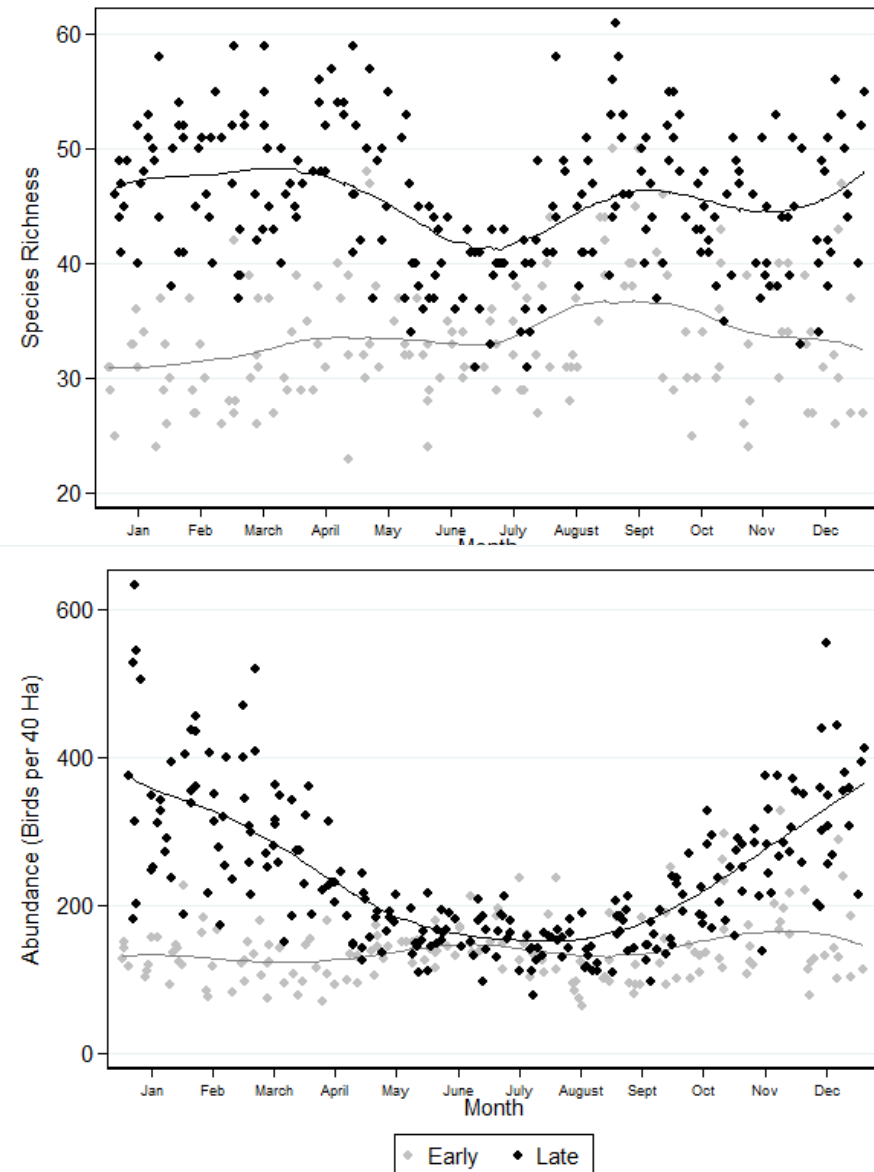 Species Richness
60
50
40
30
20
Jan Feb March April May June July August Sept Oct Nov Dec
Month
Abundance (Birds per 40 Ha)
600
400
200
0
Jan Feb March April May June July August Sept Oct Nov Dec
Month
Early Late